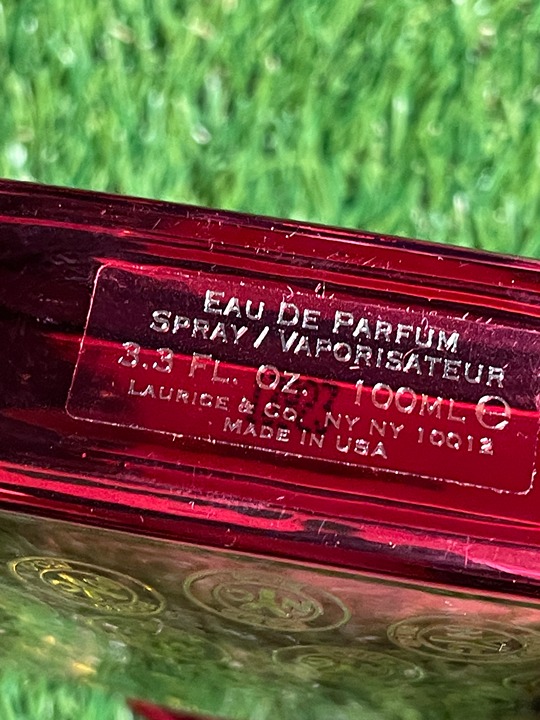 EAU DE PARFUM
SPRAY / VAPORISATEUR
3.3 FL. OZ. 100ML ℮
LAURICE & CO. NY NY 10012
MADE IN USA